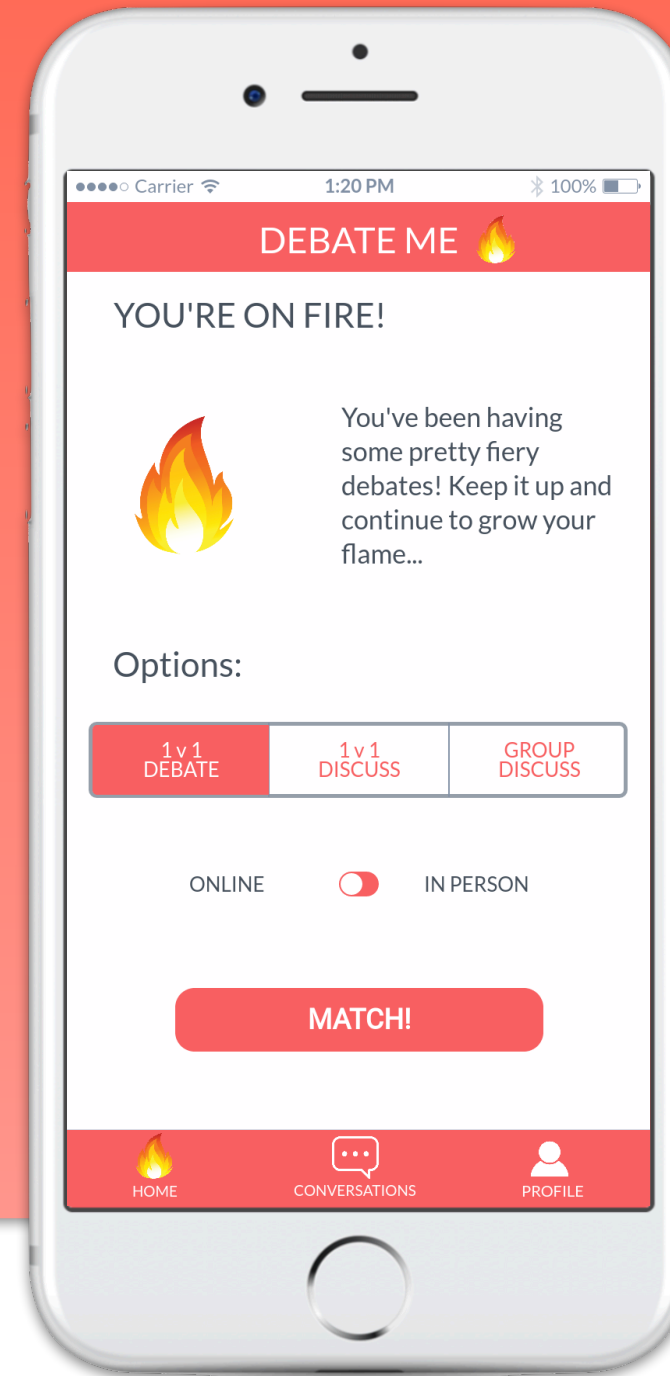 Carrier 1:20 PM 100%
DEBATE ME
YOU'RE ON FIRE!
You've been having
some pretty fiery
debates! Keep it up and
continue to grow your
flame...
Options:
1 v 1
DEBATE
1 v 1
DISCUSS
GROUP
DISCUSS
ONLINE IN PERSON
MATCH!
HOME CONVERSATIONS PROFILE